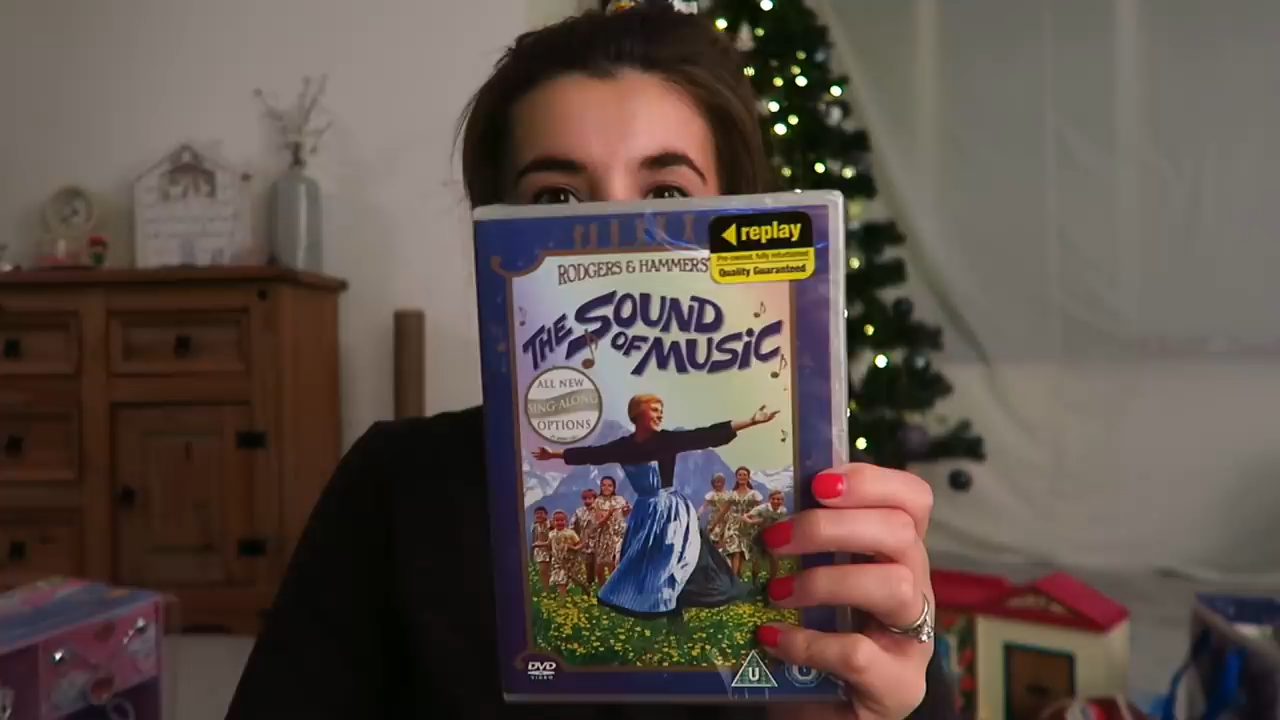 replay
Pre-owned, fully refurbished
Quality Guaranteed
RODGERS & HAMMERS
THE SOUND
OF MUSIC
ALL NEW
SING-ALONG
OPTIONS
DVD
VIDEO
U